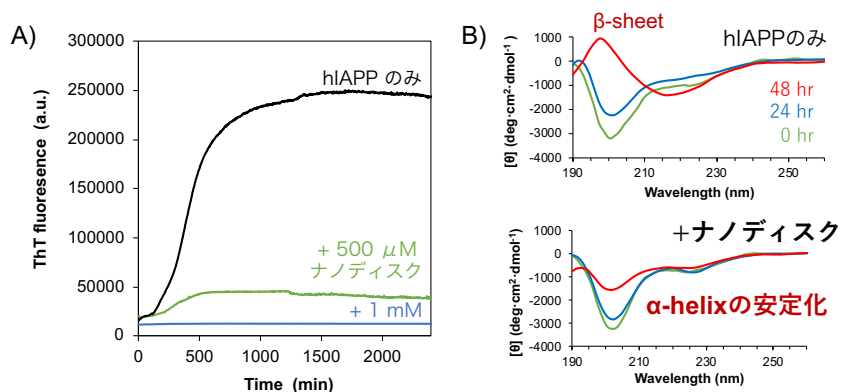 A)
ThT fluoresence (a.u.)
300000
250000
200000
150000
100000
50000
0
hIAPP のみ
+ 500 μM
ナノディスク
+ 1 mM
0
500
1000
1500
2000
Time (min)
B)
β-sheet
hIAPPのみ
[θ] (deg·cm²·dmol⁻¹)
1000
0
-1000
-2000
-3000
-4000
48 hr
24 hr
0 hr
190
210
230
250
Wavelength (nm)
+ナノディスク
[θ] (deg·cm²·dmol⁻¹)
1000
0
-1000
-2000
-3000
-4000
α-helixの安定化
190
210
230
250
Wavelength (nm)